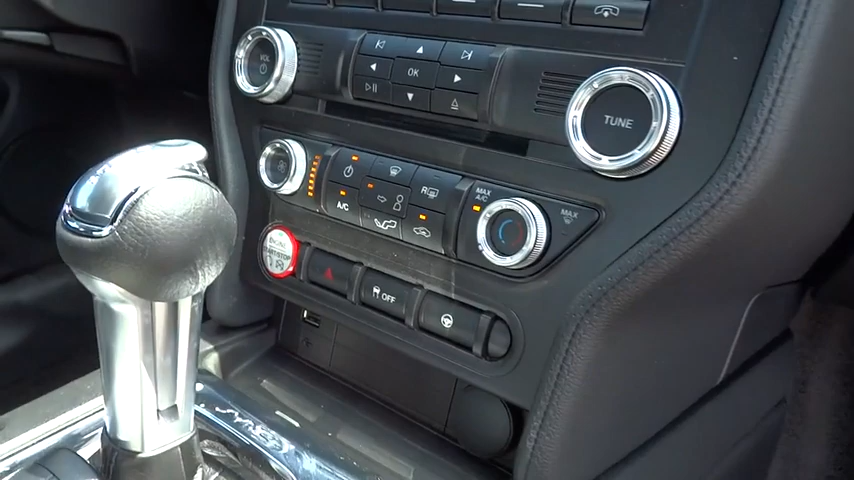 VOL
OK
TUNE
MAX
A/C
R
A/C
MAX
ENGINE
START
STOP
OFF